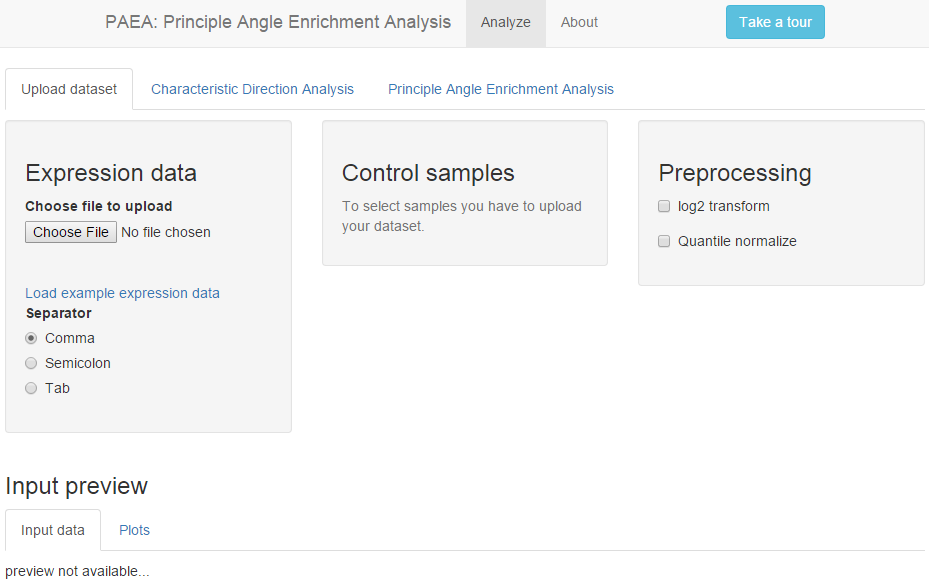 PAEA: Principle Angle Enrichment Analysis Analyze About Take a tour
Upload dataset Characteristic Direction Analysis Principle Angle Enrichment Analysis
Expression data
Choose file to upload
Choose File No file chosen
Load example expression data
Separator
Comma
Semicolon
Tab
Control samples
To select samples you have to upload
your dataset.
Preprocessing
log2 transform
Quantile normalize
Input preview
Input data Plots
preview not available...